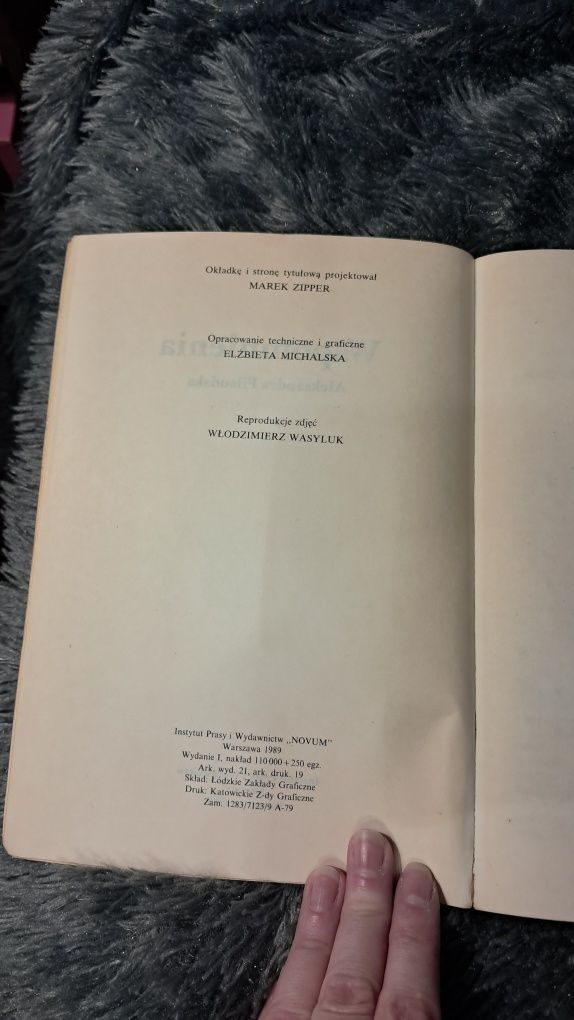 Okładkę i stronę tytułową projektował
MAREK ZIPPER
Opracowanie techniczne i graficzne
ELŻBIETA MICHALSKA
Reprodukcje zdjęć
WŁODZIMIERZ WASYLUK
Instytut Prasy i Wydawnictw „NOVUM"
Warszawa 1989
Wydanie I, nakład 110 000 + 250 egz.
Ark. wyd. 21, ark. druk. 19
Skład: Łódzkie Zakłady Graficzne
Druk: Katowickie Z-dy Graficzne
Zam. 1283/7123/9 A-79